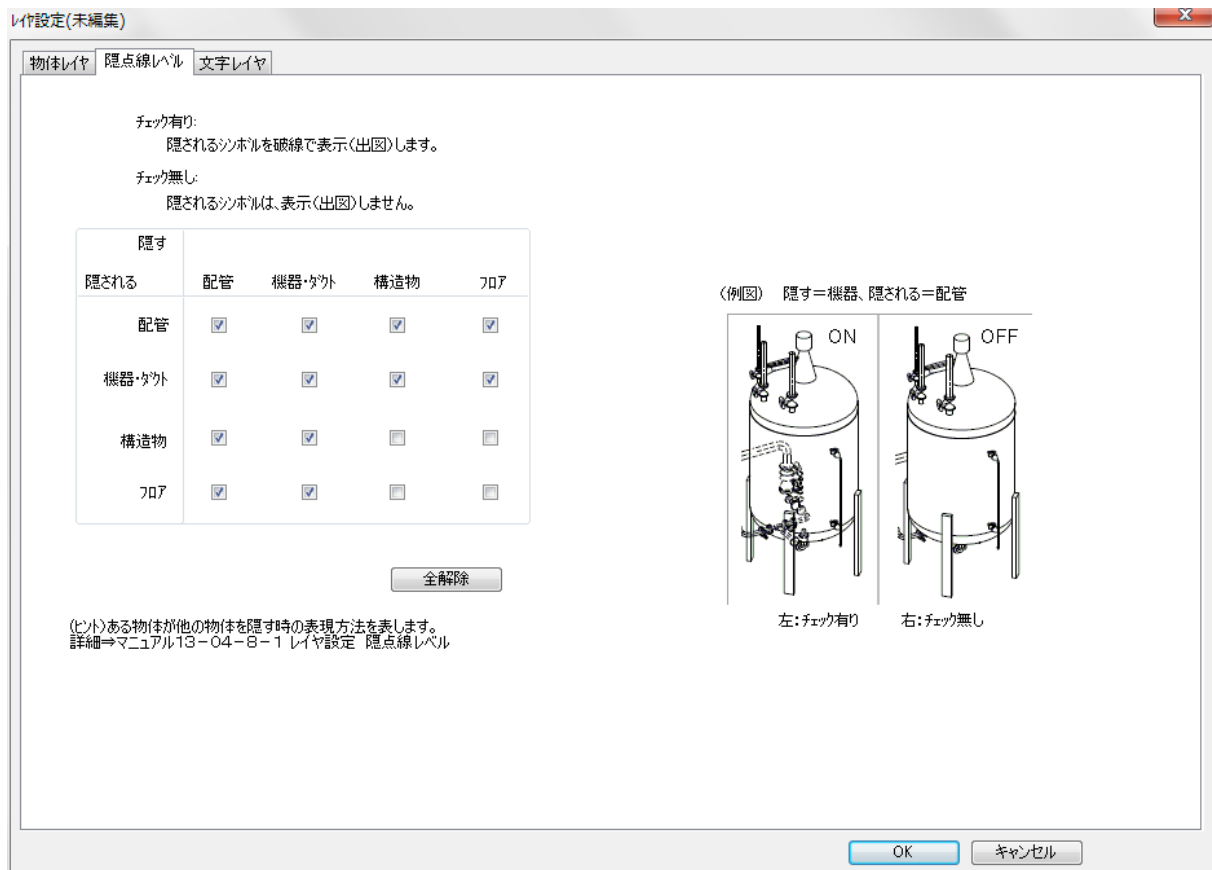 ﾚｲﾔ設定(未編集)
X
物体ﾚｲﾔ 隠点線ﾚﾍﾞﾙ 文字ﾚｲﾔ
ﾁｪｯｸ有り:
隠されるｼﾝﾎﾞﾙを破線で表示(出図)します。
ﾁｪｯｸ無し:
隠されるｼﾝﾎﾞﾙは、表示(出図)しません。
隠す
隠される 配管 機器・ﾀﾞｸﾄ 構造物 ﾌﾛｱ
配管
機器・ﾀﾞｸﾄ
構造物
ﾌﾛｱ
全解除
(ﾋﾝﾄ)ある物体が他の物体を隠す時の表現方法を表します。
詳細⇒マニュアル13－04－8－1 レイヤ設定 隠点線レベル
(例図) 隠す＝機器、隠される＝配管
ON OFF
左:ﾁｪｯｸ有り 右:ﾁｪｯｸ無し
OK キャンセル